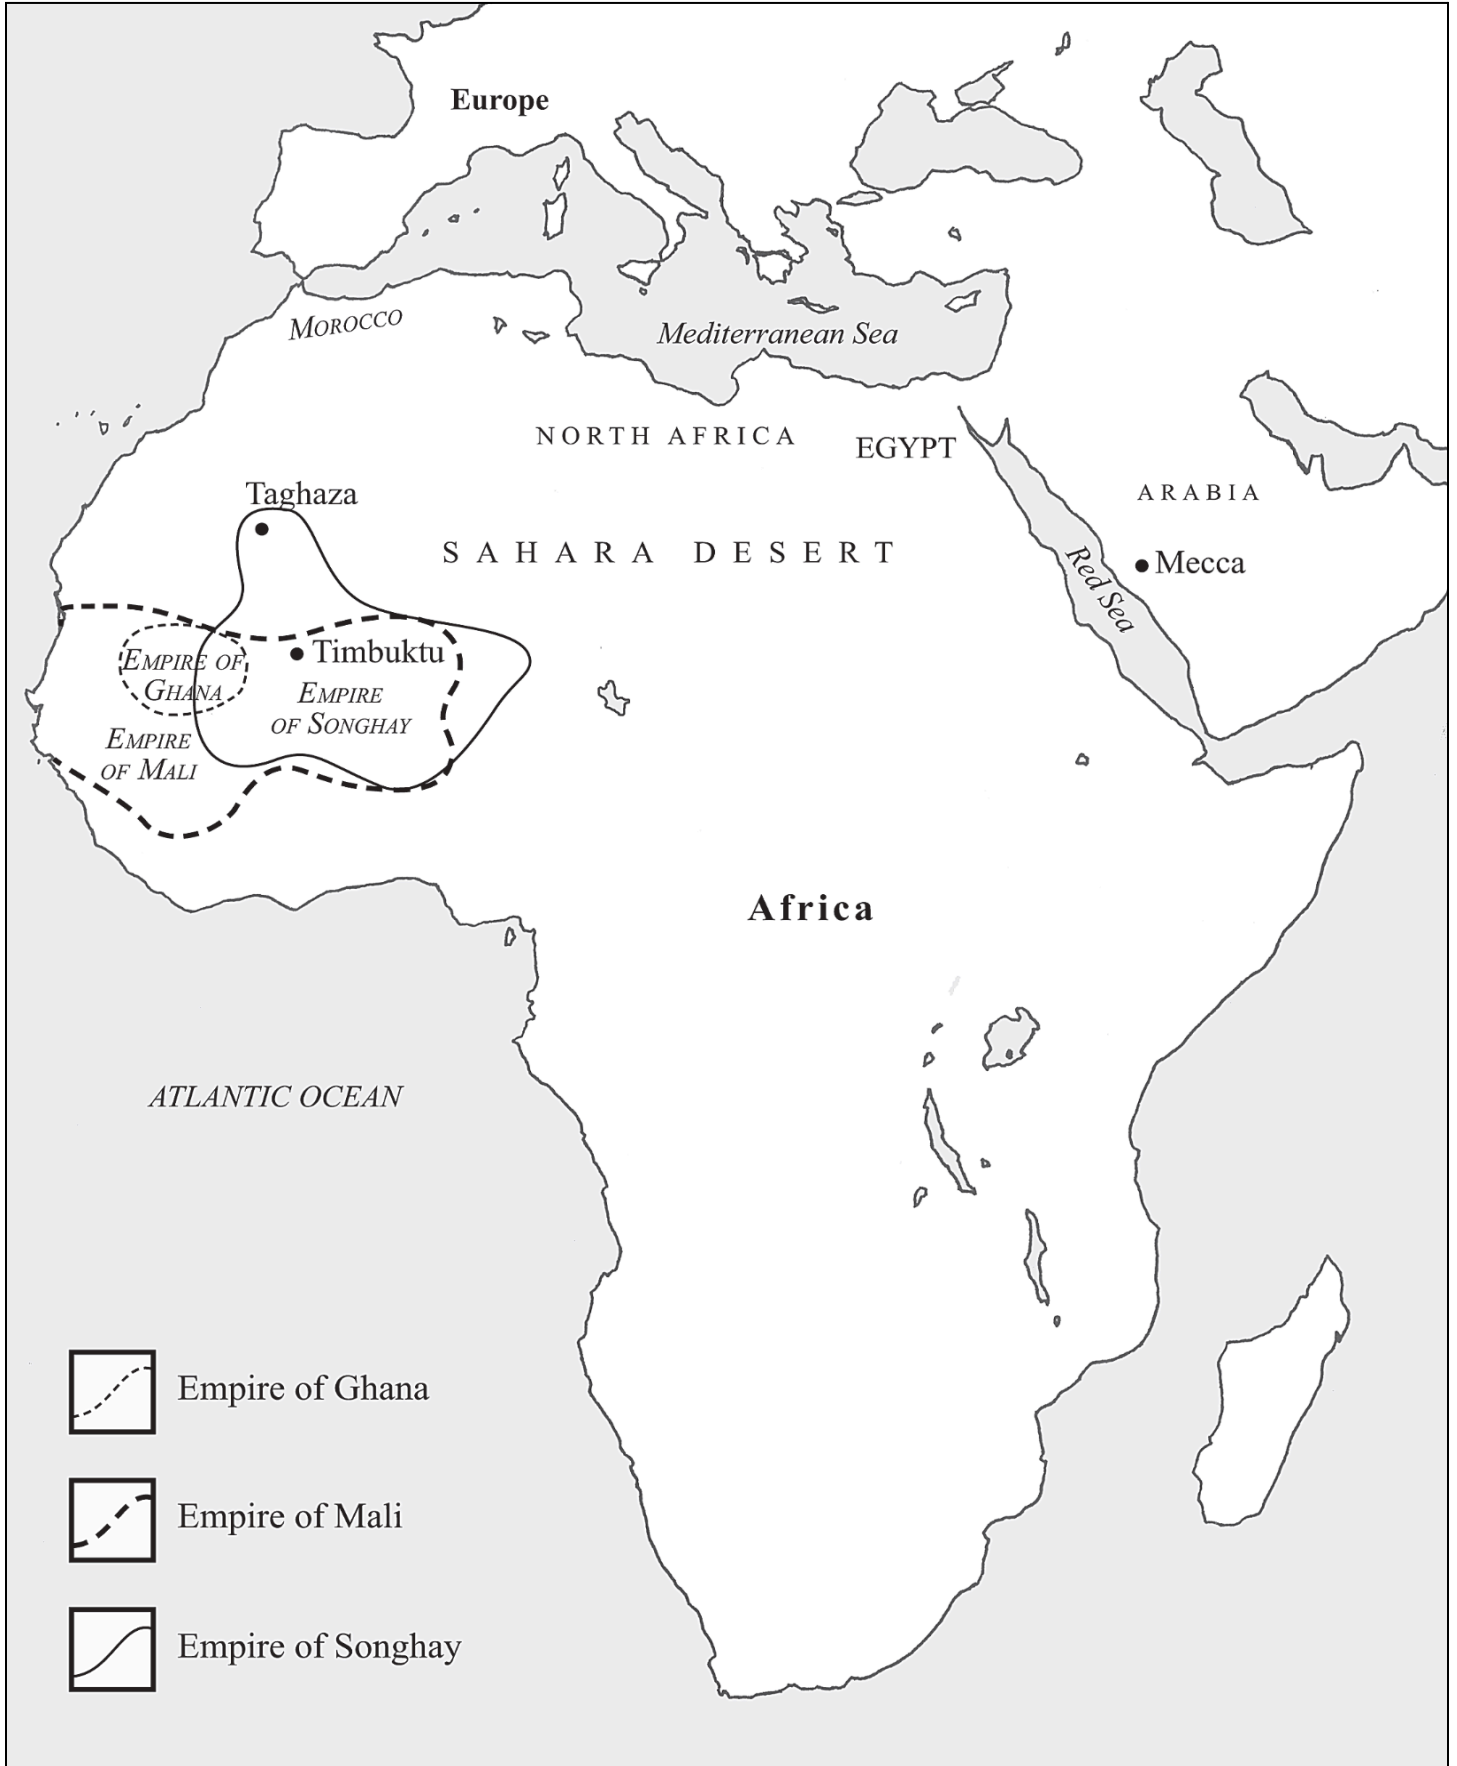 Europe
MOROCCO
Mediterranean Sea
NORTH AFRICA
EGYPT
Taghaza
ARABIA
SAHARA DESERT
Red Sea
Mecca
Timbuktu
EMPIRE OF
GHANA
EMPIRE
OF SONGHAY
EMPIRE
OF MALI
Africa
ATLANTIC OCEAN
Empire of Ghana
Empire of Mali
Empire of Songhay